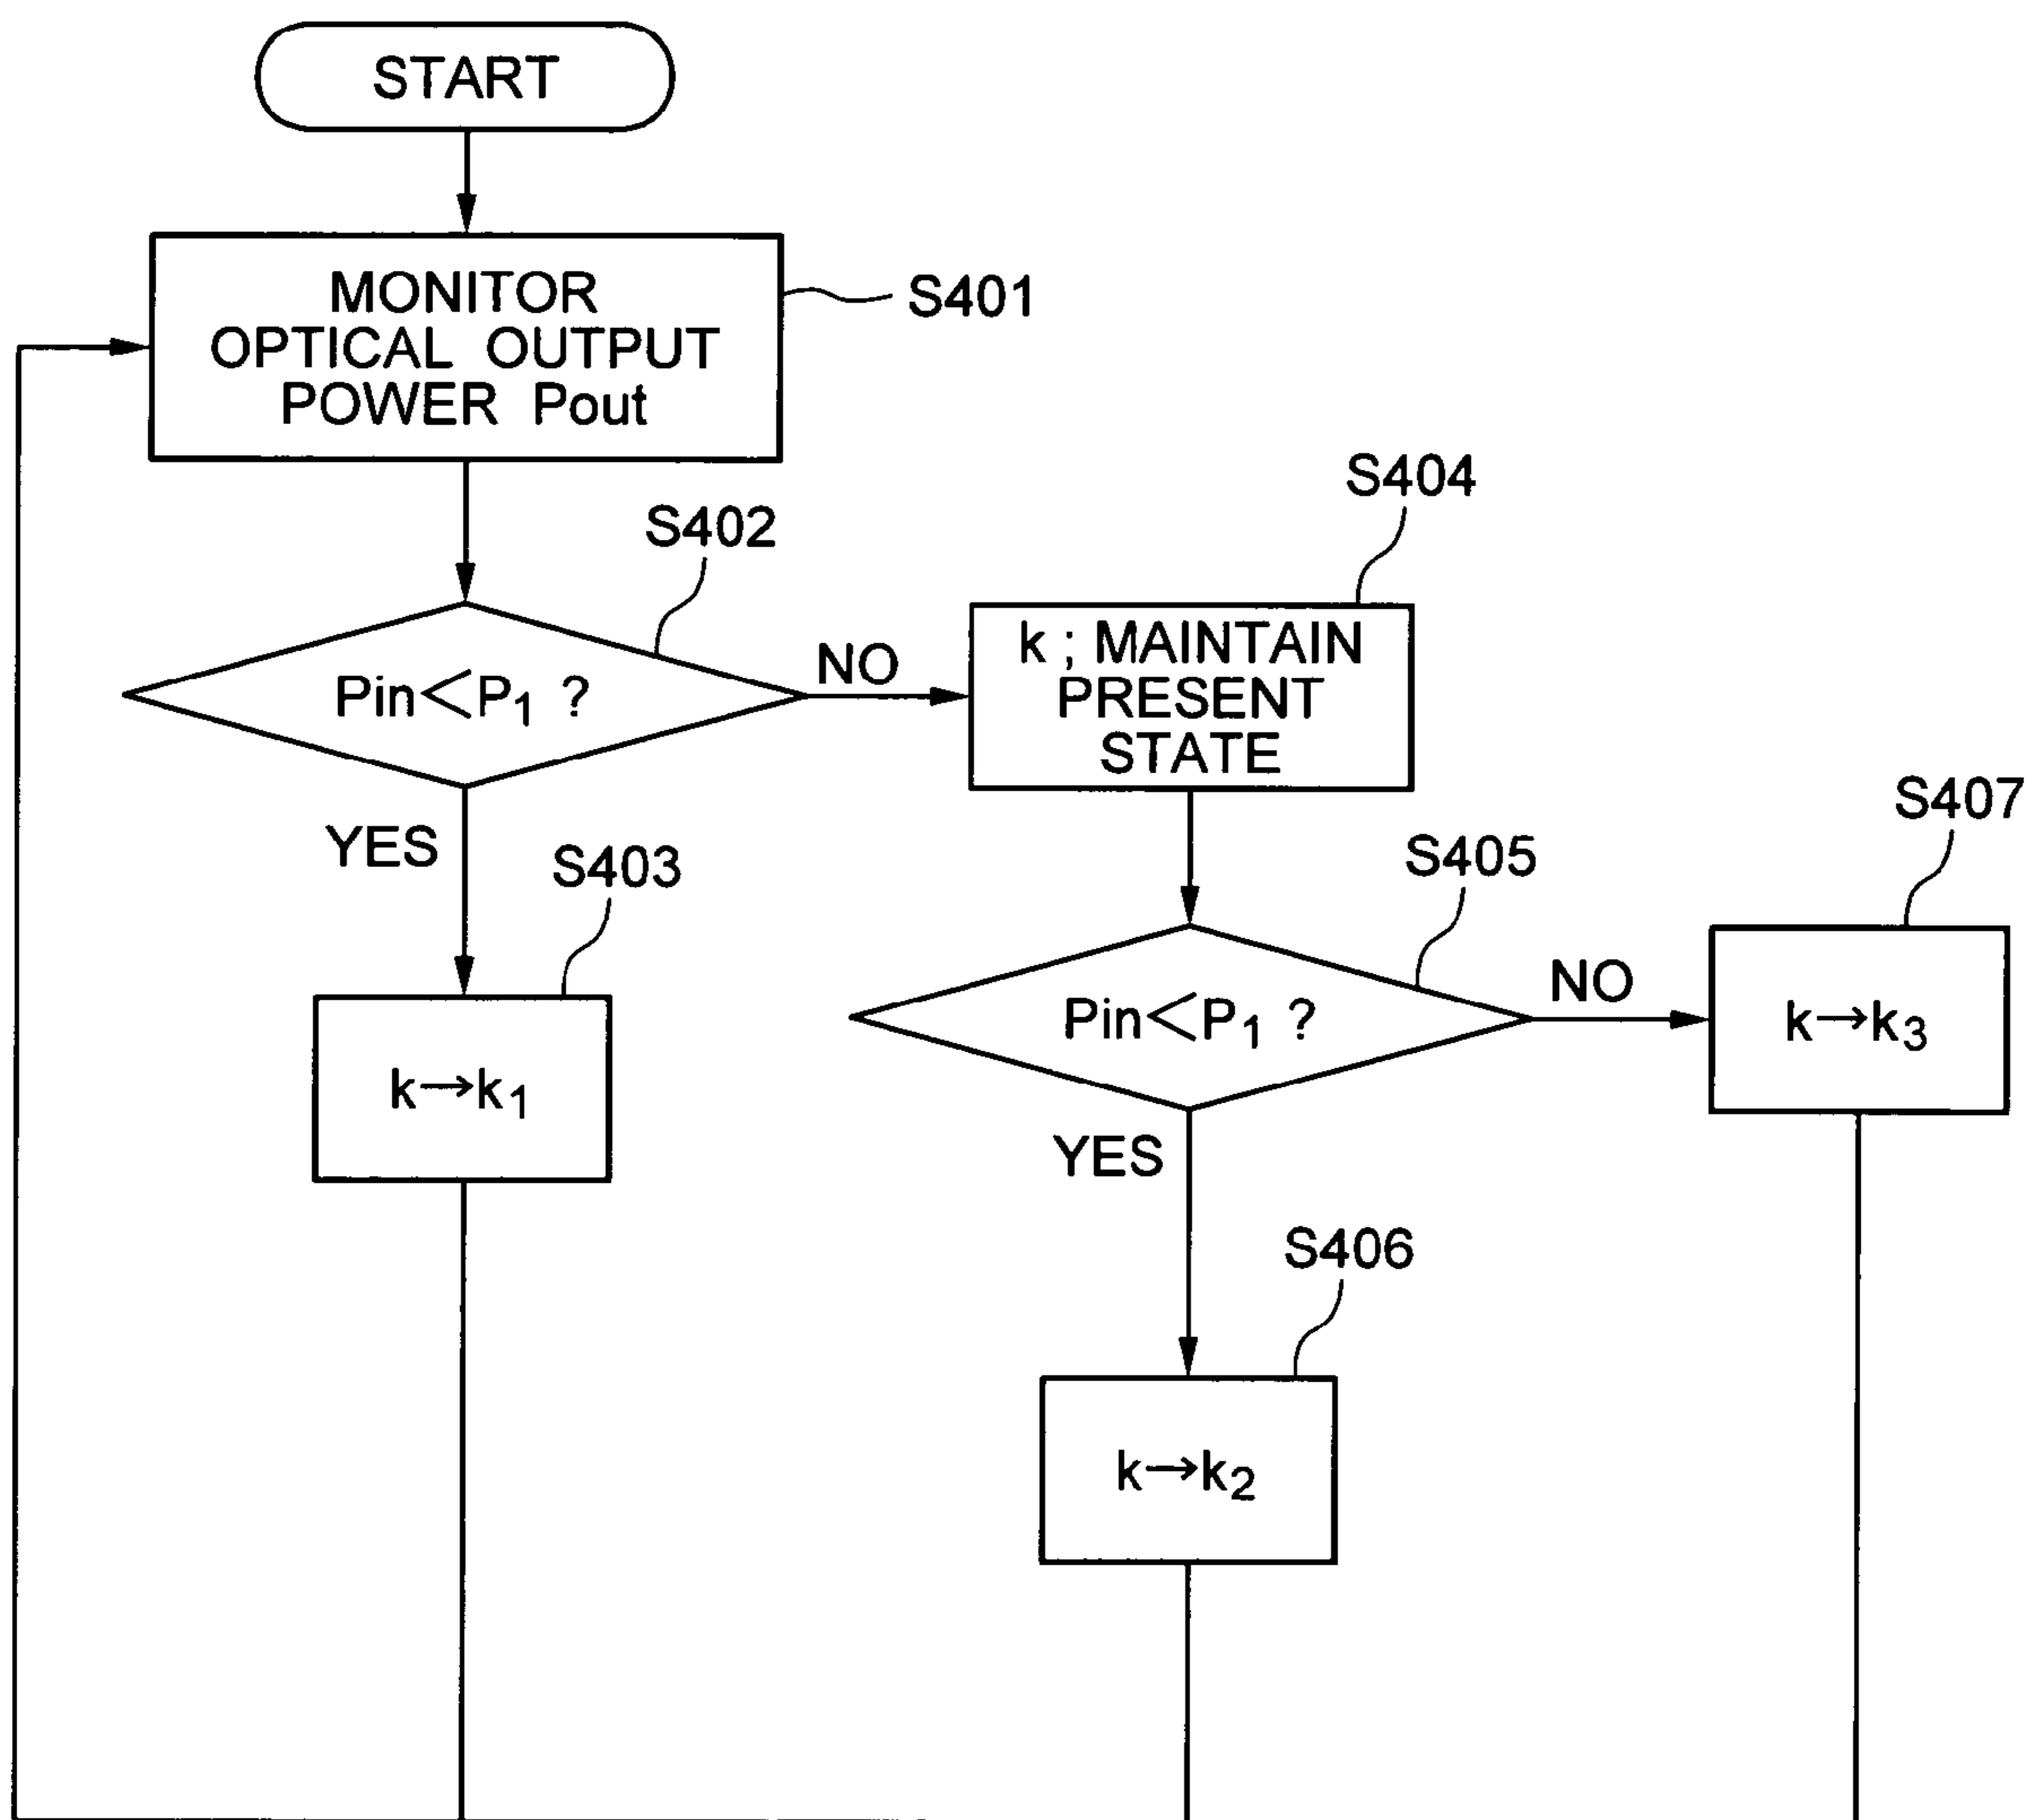 START
MONITOR
OPTICAL OUTPUT
POWER Pout
S401
S402
Pin<P1 ?
NO
YES
S403
k→k1
S404
k ; MAINTAIN
PRESENT
STATE
S405
Pin<P1 ?
NO
YES
S406
k→k2
S407
k→k3